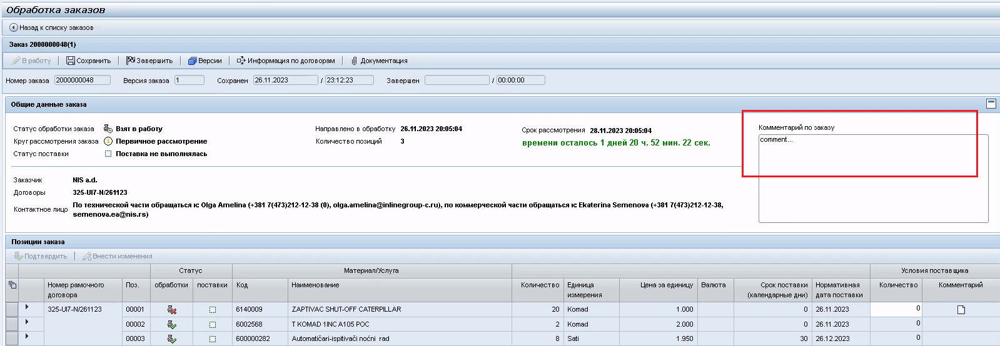 Обработка заказов
Назад к списку заказов
Заказ 2000000048(1)
В работу Сохранить Завершить Версии Информация по договорам Документация
Номер заказа 2000000048 Версия заказа 1 Сохранен 26.11.2023 / 23:12:23 Завершен / 00:00:00
Общие данные заказа
Статус обработки заказа Взят в работу Направлено в обработку 26.11.2023 20:05:04 Срок рассмотрения 28.11.2023 20:05:04 Комментарий по заказу
Круг рассмотрения заказа 1 Первичное рассмотрение Количество позиций 3 времени осталось 1 дней 20 ч. 52 мин. 22 сек. comment...
Статус поставки Поставка не выполнялась
Заказчик NIS a.d.
Договоры 325-UI7-N/261123
Контактное лицо По технической части обращаться к: Olga Amelina (+381 7(473)212-12-38 (0), olga.amelina@inlinegroup-c.ru), по коммерческой части обращаться к: Ekaterina Semenova (+381 7(473)212-12-38,
semenova.ea@nis.rs)
Позиции заказа
Подтвердить Внести изменения
Статус Материал/Услуга Условия поставщика
Номер рамочного Поз. обработки поставки Код Наименование Количество Единица Цена за единицу Валюта Срок поставки Нормативная Количество Комментарий
договора измерения (календарные дни) дата поставки
325-UI7-N/261123 00001 6140009 ZAPTIVAC SHUT-OFF CATERPILLAR 20 Komad 1.000 0 26.11.2023 0
00002 6002568 T KOMAD 1INC A105 POC 2 Komad 2.000 0 26.11.2023 0
00003 600000282 Automatičari-ispitivači noćni rad 8 Sati 1.950 30 26.12.2023 0